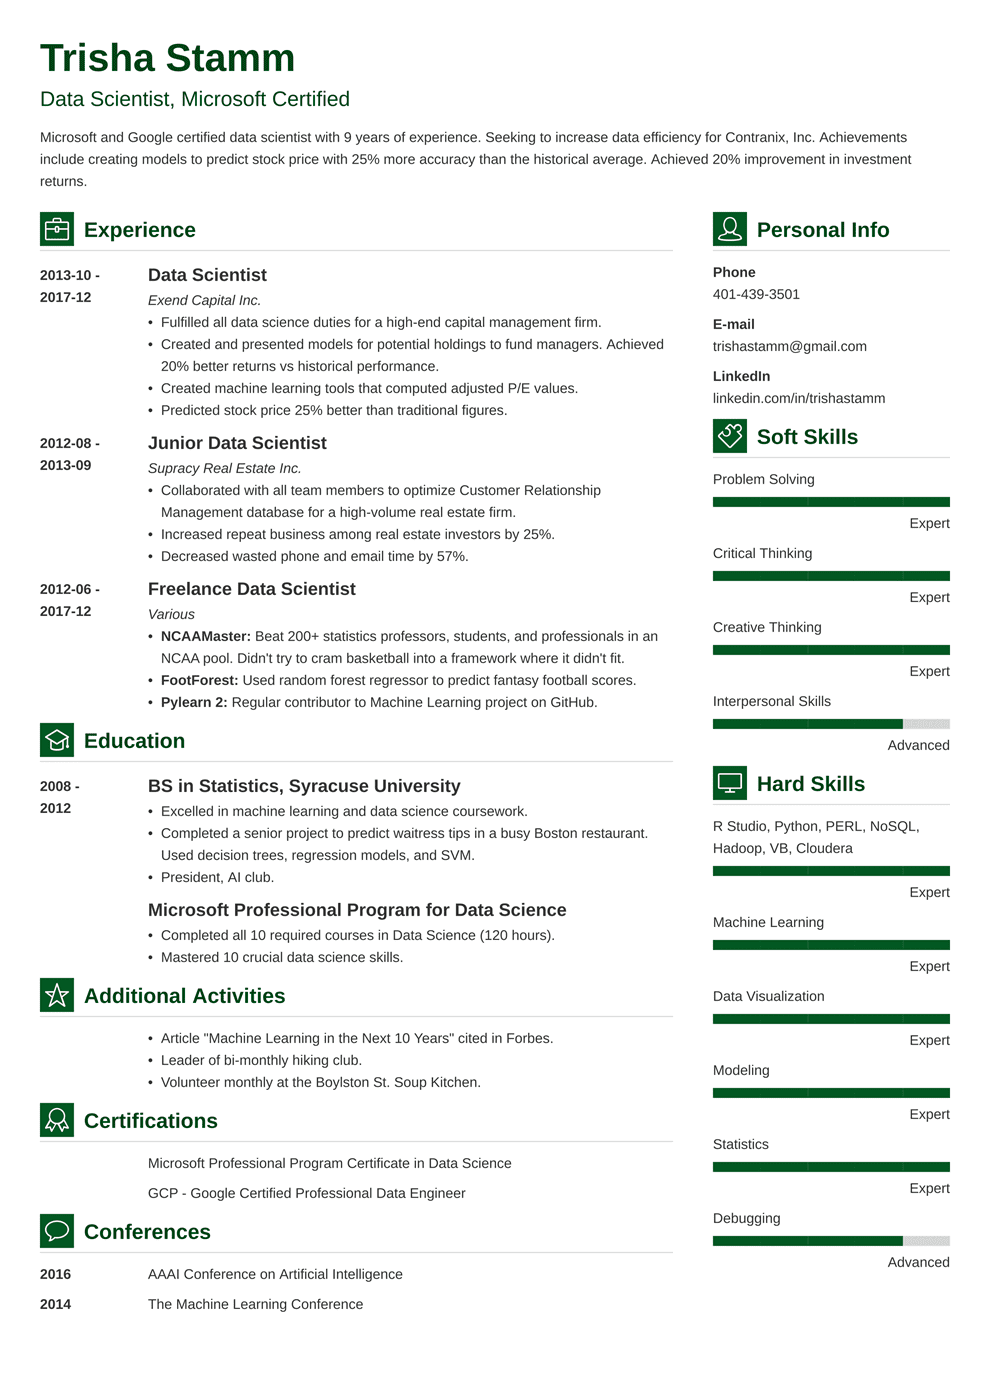 Trisha Stamm
Data Scientist, Microsoft Certified
Microsoft and Google certified data scientist with 9 years of experience. Seeking to increase data efficiency for Contranix, Inc. Achievements
include creating models to predict stock price with 25% more accuracy than the historical average. Achieved 20% improvement in investment
returns.
Experience
2013-10 -
2017-12
Data Scientist
Exend Capital Inc.
• Fulfilled all data science duties for a high-end capital management firm.
• Created and presented models for potential holdings to fund managers. Achieved
20% better returns vs historical performance.
• Created machine learning tools that computed adjusted P/E values.
• Predicted stock price 25% better than traditional figures.
2012-08 -
2013-09
Junior Data Scientist
Supracy Real Estate Inc.
• Collaborated with all team members to optimize Customer Relationship
Management database for a high-volume real estate firm.
• Increased repeat business among real estate investors by 25%.
• Decreased wasted phone and email time by 57%.
2012-06 -
2017-12
Freelance Data Scientist
Various
• NCAAMaster: Beat 200+ statistics professors, students, and professionals in an
NCAA pool. Didn't try to cram basketball into a framework where it didn't fit.
• FootForest: Used random forest regressor to predict fantasy football scores.
• Pylearn 2: Regular contributor to Machine Learning project on GitHub.
Education
2008 -
2012
BS in Statistics, Syracuse University
• Excelled in machine learning and data science coursework.
• Completed a senior project to predict waitress tips in a busy Boston restaurant.
Used decision trees, regression models, and SVM.
• President, AI club.
Microsoft Professional Program for Data Science
• Completed all 10 required courses in Data Science (120 hours).
• Mastered 10 crucial data science skills.
Additional Activities
• Article "Machine Learning in the Next 10 Years" cited in Forbes.
• Leader of bi-monthly hiking club.
• Volunteer monthly at the Boylston St. Soup Kitchen.
Certifications
Microsoft Professional Program Certificate in Data Science
GCP - Google Certified Professional Data Engineer
Conferences
2016
AAAI Conference on Artificial Intelligence
2014
The Machine Learning Conference
Personal Info
Phone
401-439-3501
E-mail
trishastamm@gmail.com
LinkedIn
linkedin.com/in/trishastamm
Soft Skills
Problem Solving
Expert
Critical Thinking
Expert
Creative Thinking
Expert
Interpersonal Skills
Advanced
Hard Skills
R Studio, Python, PERL, NoSQL,
Hadoop, VB, Cloudera
Expert
Machine Learning
Expert
Data Visualization
Expert
Modeling
Expert
Statistics
Expert
Debugging
Advanced